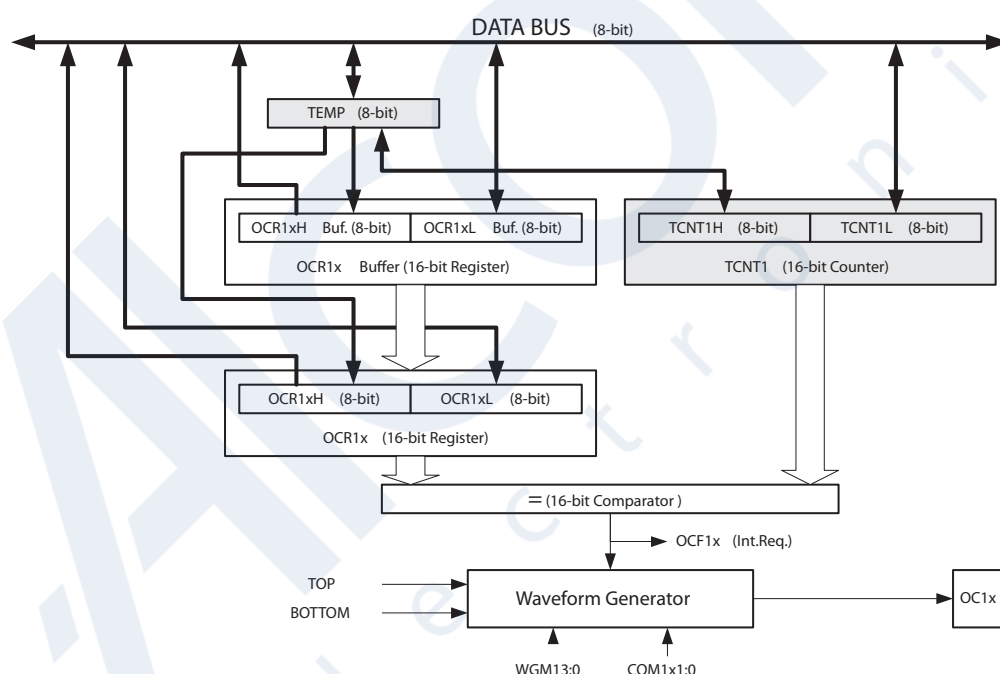 DATA BUS (8-bit)
TEMP (8-bit)
OCR1xH Buf. (8-bit) OCR1xL Buf. (8-bit)
TCNT1H (8-bit) TCNT1L (8-bit)
OCR1x Buffer (16-bit Register)
TCNT1 (16-bit Counter)
OCR1xH (8-bit) OCR1xL (8-bit)
OCR1x (16-bit Register)
= (16-bit Comparator )
OCF1x (Int.Req.)
TOP
BOTTOM
Waveform Generator
OC1x
WGM13:0 COM1x1:0